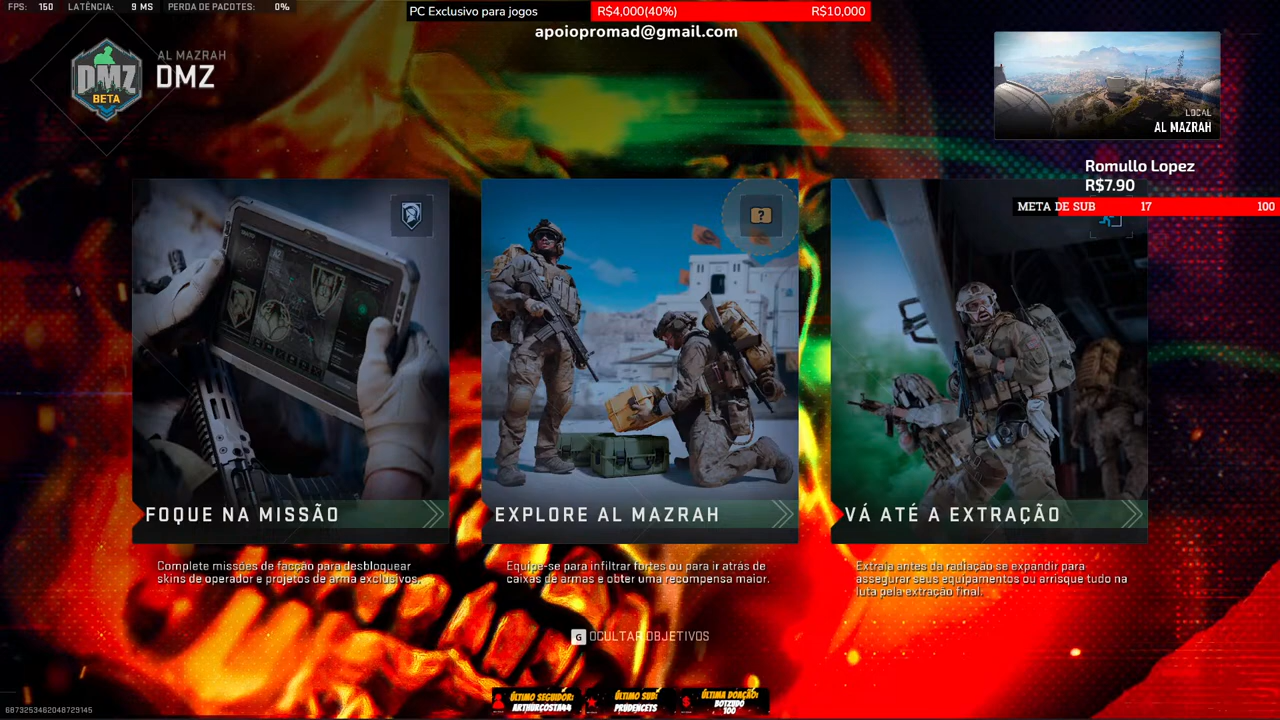 FPS: 150 LATÊNCIA: 9 MS PERDA DE PACOTES: 0%
PC Exclusivo para jogos R$4,000(40%) R$10,000
apoiopromad@gmail.com
DMZ
BETA
AL MAZRAH
DMZ
LOCAL
AL MAZRAH
Romullo Lopez
R$7.90
META DE SUB 17 100
?
FOQUE NA MISSÃO
EXPLORE AL MAZRAH
VÁ ATÉ A EXTRAÇÃO
Complete missões de facção para desbloquear
skins de operador e projetos de arma exclusivos.
Equipe-se para infiltrar fortes ou para ir atrás de
caixas de armas e obter uma recompensa maior.
Extraia antes da radiação se expandir para
assegurar seus equipamentos ou arrisque tudo na
luta pela extração final.
G OCULTAR OBJETIVOS
ÚLTIMO SEGUIDOR:
ARTHURCOSTA44
ÚLTIMO SUB:
PRUDENCETS
ÚLTIMA DOAÇÃO:
BOTZUDO
100
6873253462048729145